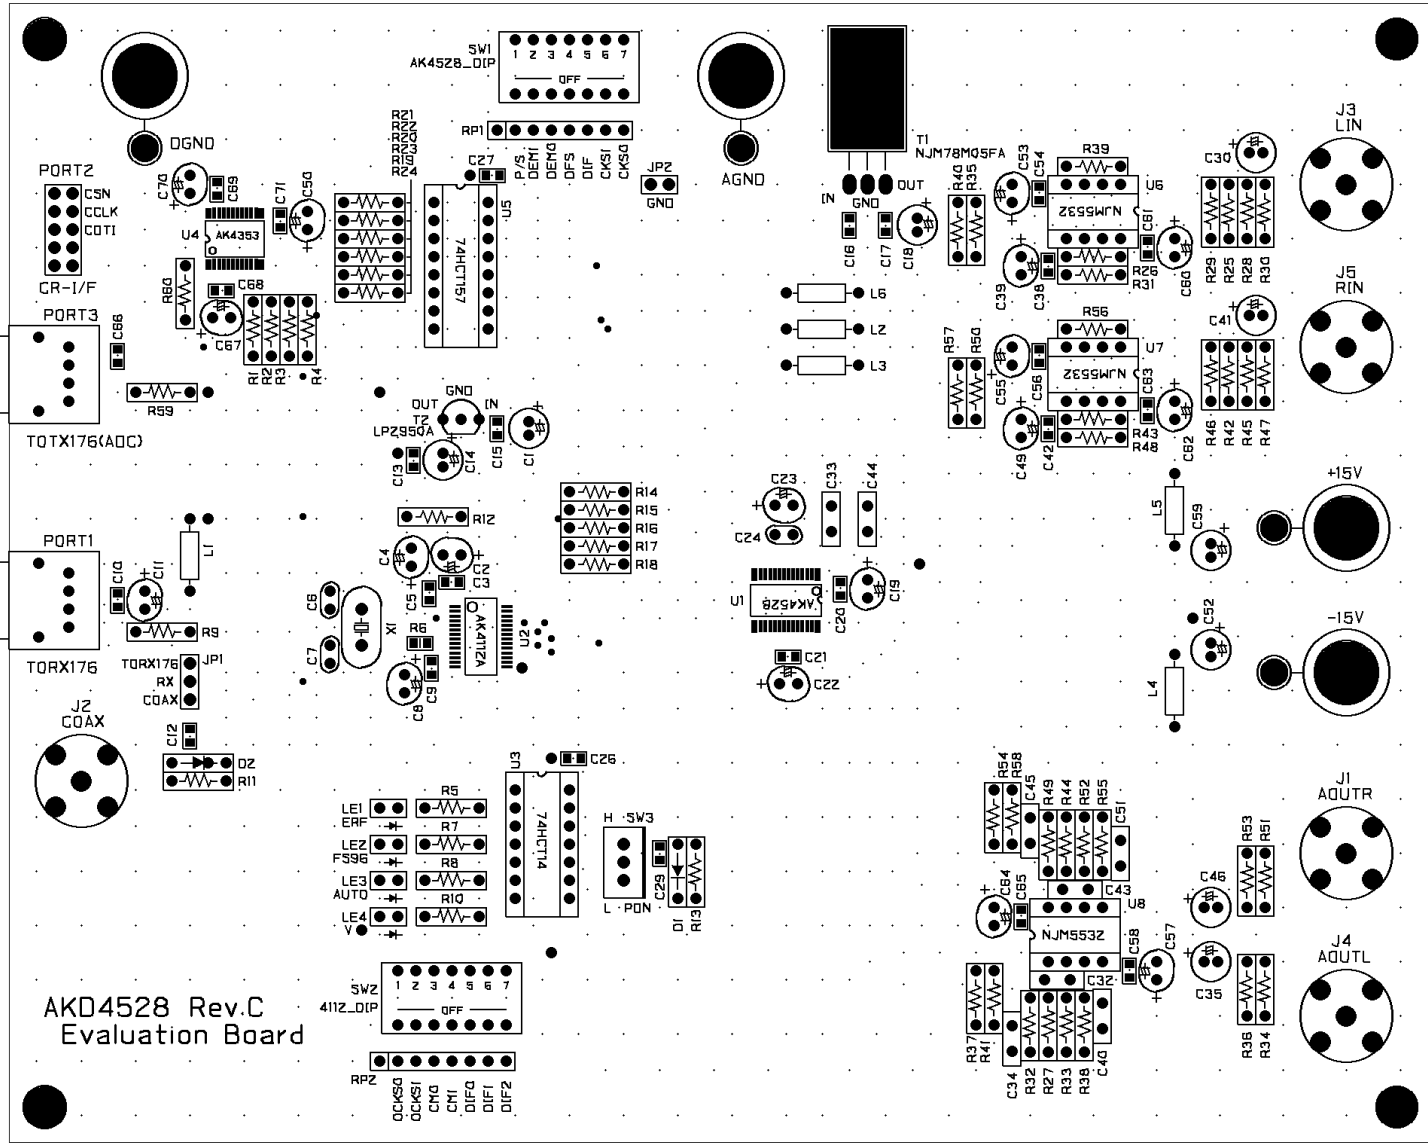 SW1
AK4528_DIP
1 2 3 4 5 6 7
OFF
RP1
P/S
DEM1
DEM0
DFS
DIF
CKS1
CKS0
DGND
AGND
JP2
GND
T1
NJM78M05FA
IN
GND
OUT
C16
C17
C18
J3
LIN
J5
RIN
PORT2
CSN
CCLK
CDTI
CR-I/F
C70
C69
U4
AK4353
C71
C50
R60
C68
C67
R21
R22
R20
R23
R19
R24
C27
U5
74HCT157
R1
R2
R3
R4
PORT3
C66
R59
TOTX176(ADC)
L6
L2
L3
R40
R35
C53
C54
R39
U6
NJM5532
C61
C60
C39
C38
R26
R31
C30
R29
R25
R28
R30
R57
R50
C55
C56
R56
U7
NJM5532
C63
C62
C49
C42
R43
R48
C41
R46
R42
R45
R47
OUT
GND
IN
T2
LP2950A
C13
C14
C15
C1
R14
R15
R16
R17
R18
R12
C4
C2
C3
C5
C6
C7
X1
R6
AK4112A
U2
C8
C9
C23
C24
C33
C44
U1
AK4528
C20
C19
C21
C22
+15V
L5
C59
-15V
L4
C52
PORT1
C10
C11
L1
R9
TORX176
TORX176
JP1
RX
COAX
J2
COAX
C12
D2
R11
LE1
ERF
LE2
FS96
LE3
AUTO
LE4
V
R5
R7
R8
R10
U3
74HCT14
C26
H SW3
L PDN
C29
D1
R13
R54
R58
C45
R49
R44
R52
R55
C51
C43
C64
C65
U8
NJM5532
C58
C57
C32
R37
R41
C34
R32
R27
R33
R38
C40
C46
C35
R53
R51
R36
R34
J1
AOUTR
J4
AOUTL
SW2
4112_DIP
1 2 3 4 5 6 7
OFF
RP2
OCKS0
OCKS1
CM0
CM1
DIF0
DIF1
DIF2
AKD4528 Rev.C
Evaluation Board